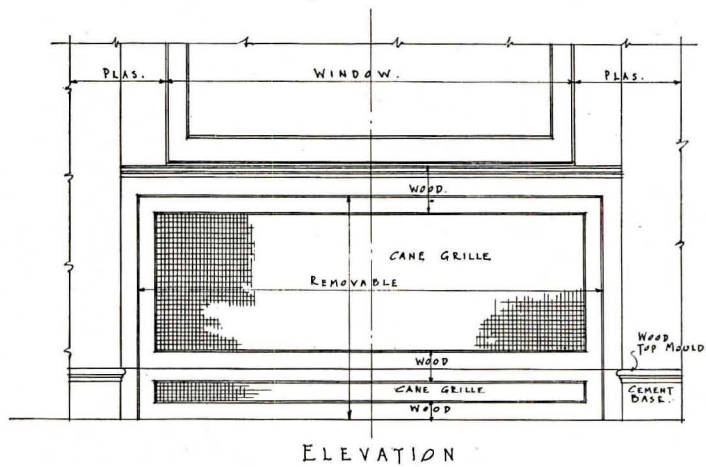 PLAS.
WINDOW.
PLAS.
WOOD.
CANE GRILLE
REMOVABLE
WOOD
TOP MOULD
WOOD
CANE GRILLE
CEMENT
BASE.
WOOD
ELEVATION